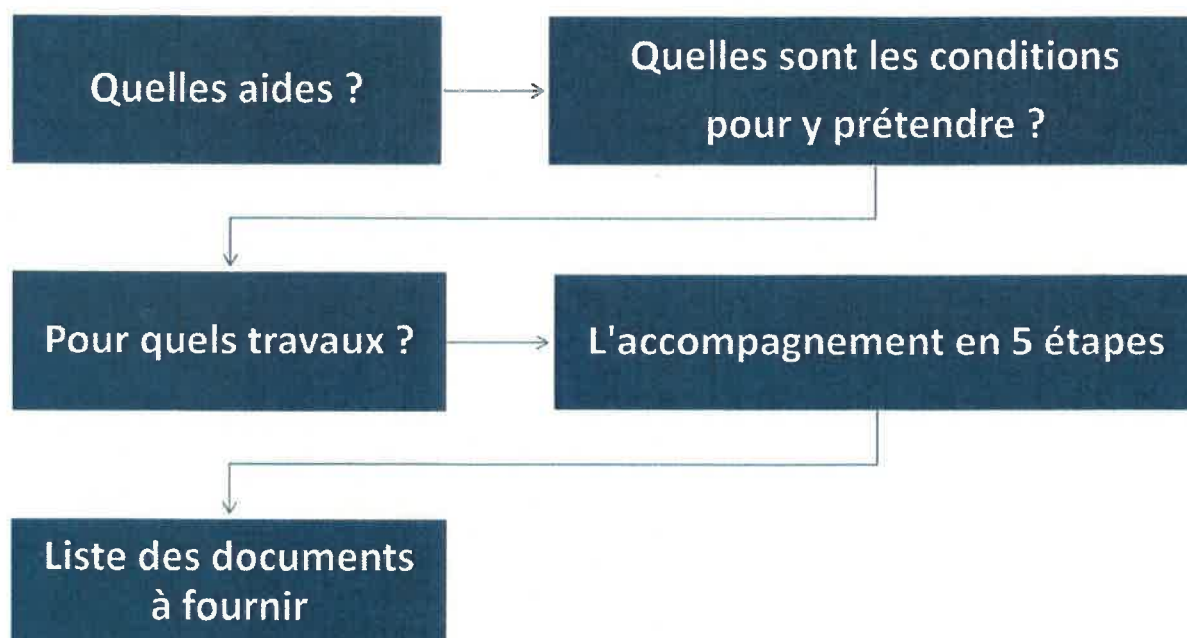 Quelles aides ?
Quelles sont les conditions
pour y prétendre ?
Pour quels travaux ?
L'accompagnement en 5 étapes
Liste des documents
à fournir